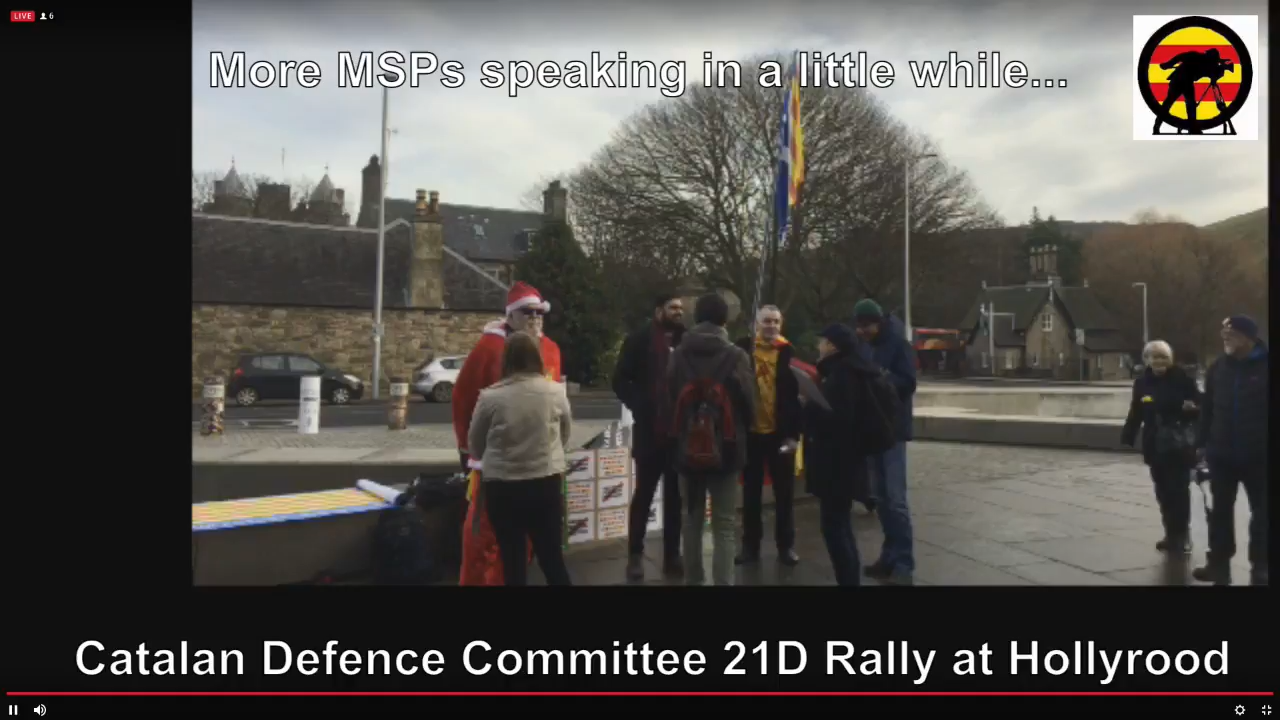 LIVE 6
More MSPs speaking in a little while...
Catalan Defence Committee 21D Rally at Hollyrood